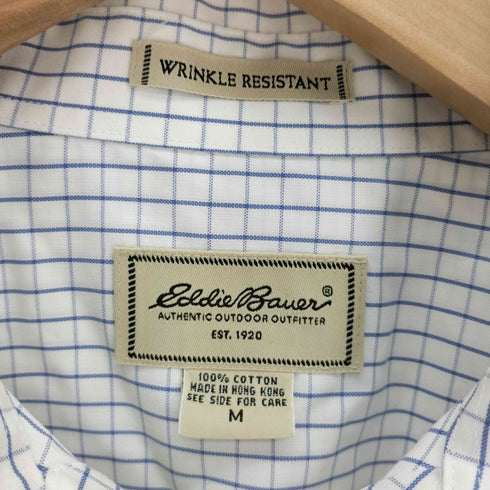 WRINKLE RESISTANT
Eddie Bauer®
AUTHENTIC OUTDOOR OUTFITTER
EST. 1920
100% COTTON
MADE IN HONG KONG
SEE SIDE FOR CARE
M